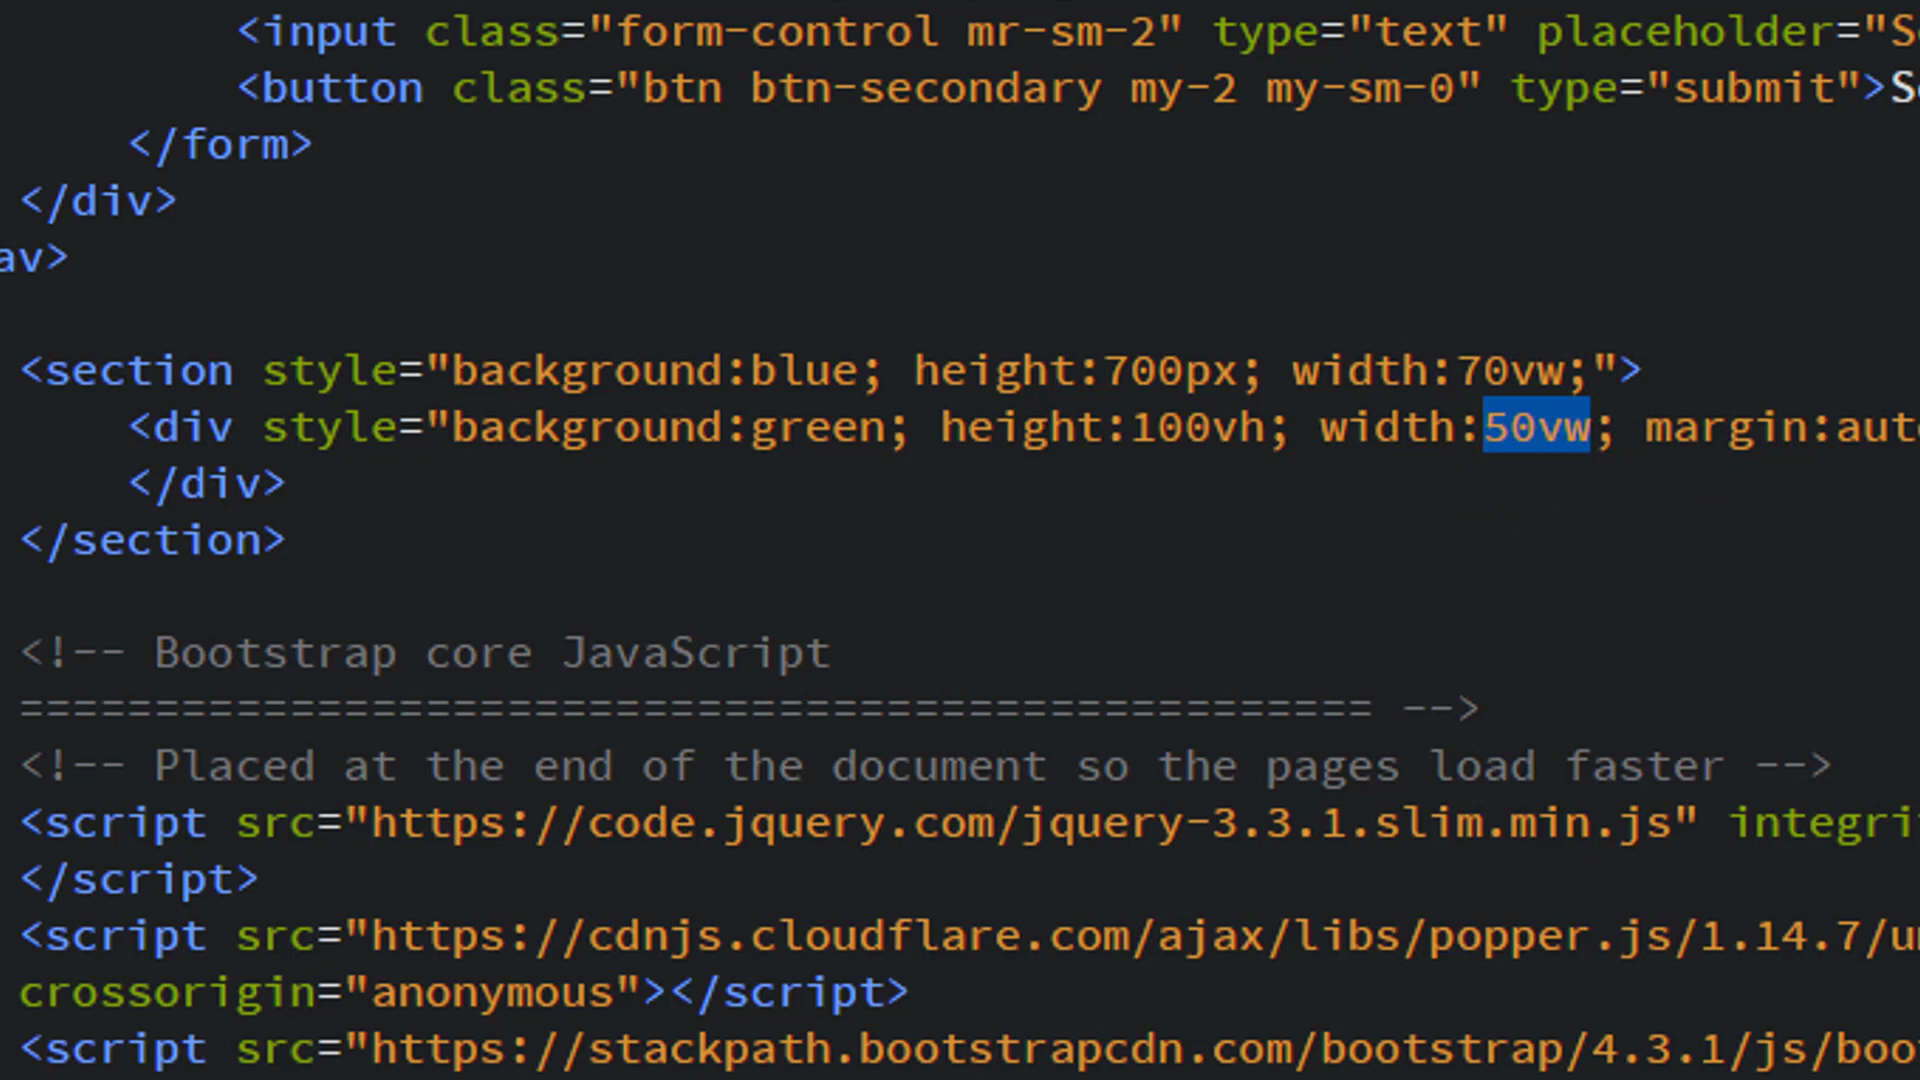 <input class="form-control mr-sm-2" type="text" placeholder="S
<button class="btn btn-secondary my-2 my-sm-0" type="submit">S
</form>
</div>
av>
<section style="background:blue; height:700px; width:70vw;">
<div style="background:green; height:100vh; width:50vw; margin:aut
</div>
</section>
<!-- Bootstrap core JavaScript
================================================== -->
<!-- Placed at the end of the document so the pages load faster -->
<script src="https://code.jquery.com/jquery-3.3.1.slim.min.js" integri
</script>
<script src="https://cdnjs.cloudflare.com/ajax/libs/popper.js/1.14.7/u
crossorigin="anonymous"></script>
<script src="https://stackpath.bootstrapcdn.com/bootstrap/4.3.1/js/boo